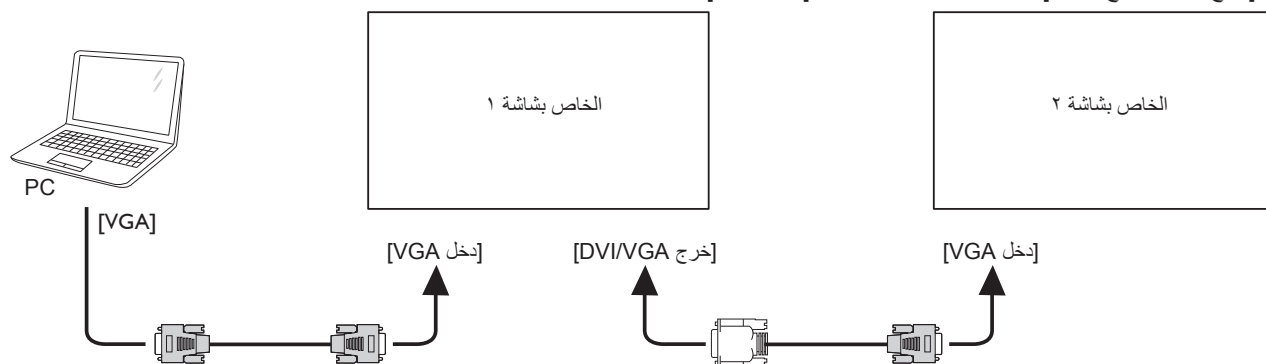 الخاص بشاشة ١
الخاص بشاشة ٢
PC
[VGA]
[دخل VGA]
[خرج DVI/VGA]
[دخل VGA]